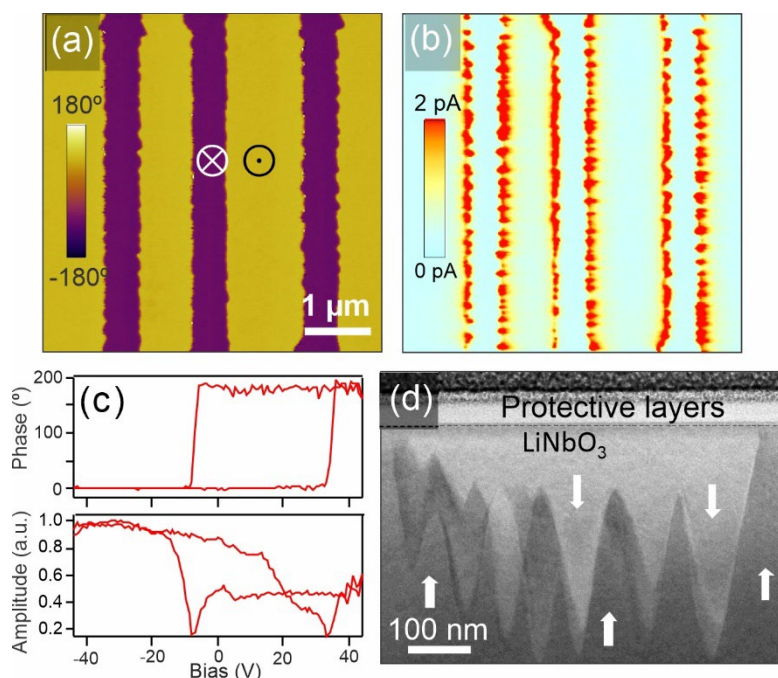 (a)
180º
-180º
1 µm
(b)
2 pA
0 pA
(c)
Phase (º)
200
100
0
Amplitude (a.u.)
1.0
0.8
0.6
0.4
0.2
-40
-20
0
20
40
Bias (V)
(d)
Protective layers
LiNbO3
100 nm